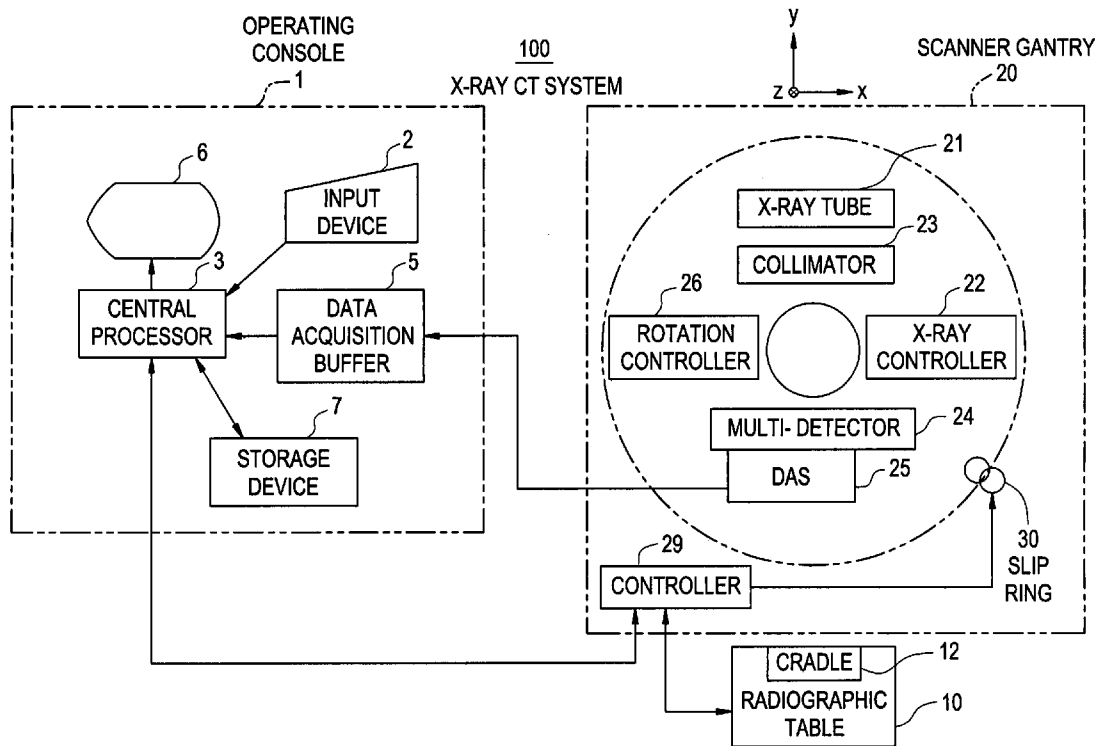 OPERATING
CONSOLE
1
100
X-RAY CT SYSTEM
y
z
x
SCANNER GANTRY
20
6
2
INPUT
DEVICE
3
CENTRAL
PROCESSOR
5
DATA
ACQUISITION
BUFFER
7
STORAGE
DEVICE
21
X-RAY TUBE
23
COLLIMATOR
26
ROTATION
CONTROLLER
22
X-RAY
CONTROLLER
MULTI- DETECTOR
24
DAS
25
30
SLIP
RING
29
CONTROLLER
CRADLE
12
RADIOGRAPHIC
TABLE
10